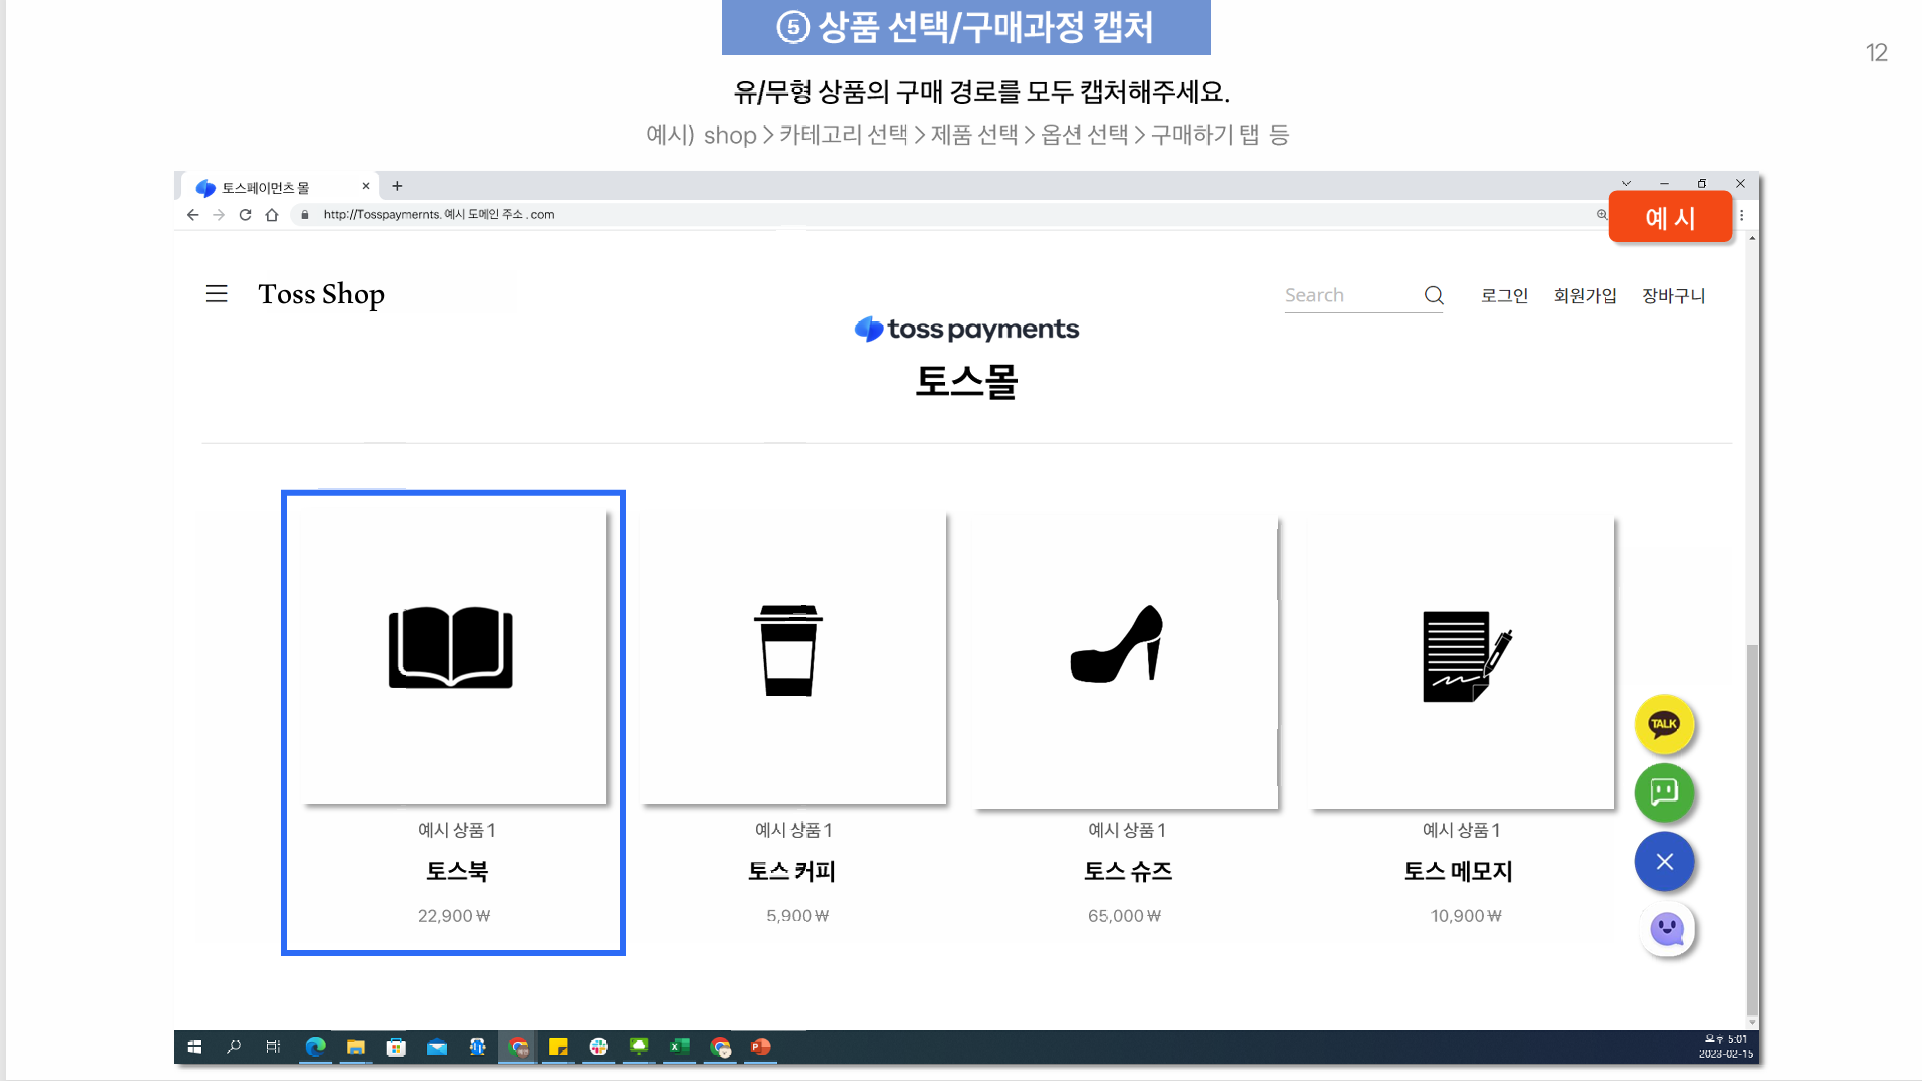 ⑤ 상품 선택/구매과정 캡처
12
유/무형 상품의 구매 경로를 모두 캡처해주세요.
예시) shop > 카테고리 선택 > 제품 선택 > 옵션 선택 > 구매하기 탭 등
토스페이먼츠 몰
http://Tosspaymernts. 예시 도메인 주소 . com
예 시
Toss Shop
Search
로그인 회원가입 장바구니
toss payments
토스몰
예시 상품 1
토스북
22,900 ₩
예시 상품 1
토스 커피
5,900 ₩
예시 상품 1
토스 슈즈
65,000 ₩
예시 상품 1
토스 메모지
10,900 ₩
TALK
오후 5:01
2023-02-15